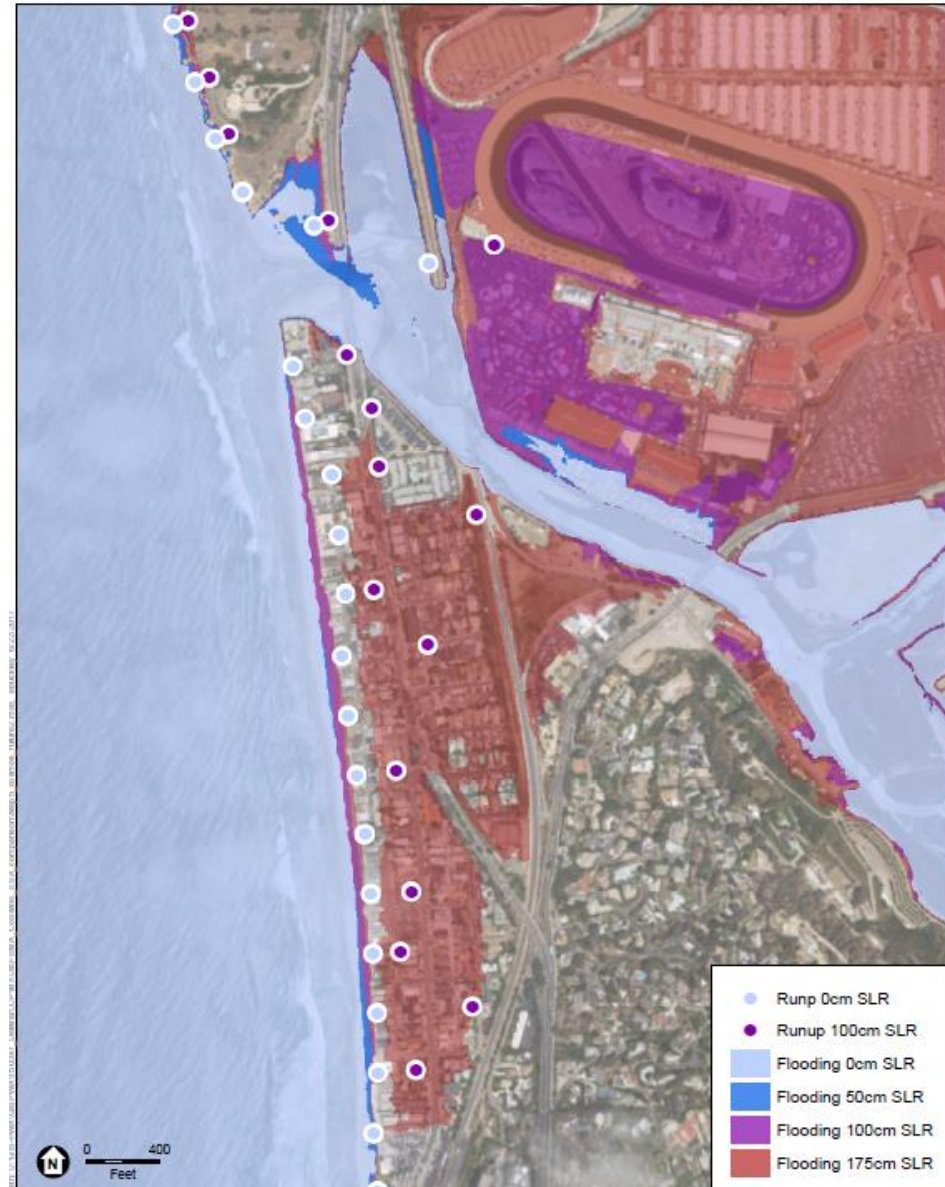 Runp 0cm SLR
Runup 100cm SLR
Flooding 0cm SLR
Flooding 50cm SLR
Flooding 100cm SLR
Flooding 175cm SLR
N
0 400
Feet